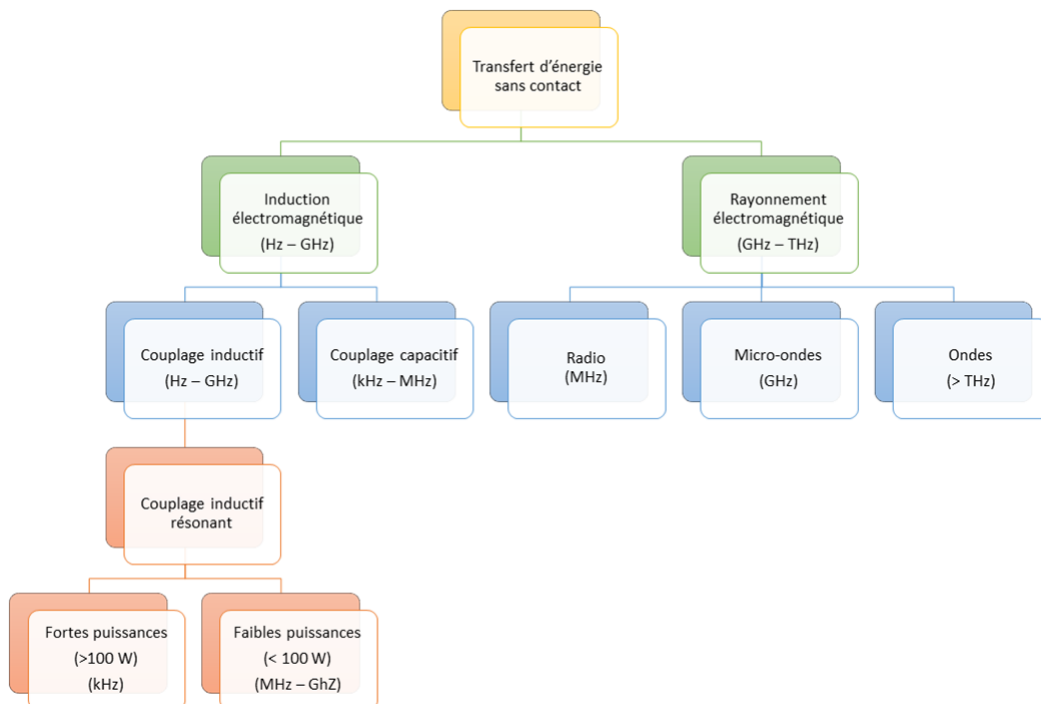 Transfert d’énergie
sans contact
Induction
électromagnétique
(Hz – GHz)
Rayonnement
électromagnétique
(GHz – THz)
Couplage inductif
(Hz – GHz)
Couplage capacitif
(kHz – MHz)
Radio
(MHz)
Micro-ondes
(GHz)
Ondes
(> THz)
Couplage inductif
résonant
Fortes puissances
(>100 W)
(kHz)
Faibles puissances
(< 100 W)
(MHz – GhZ)